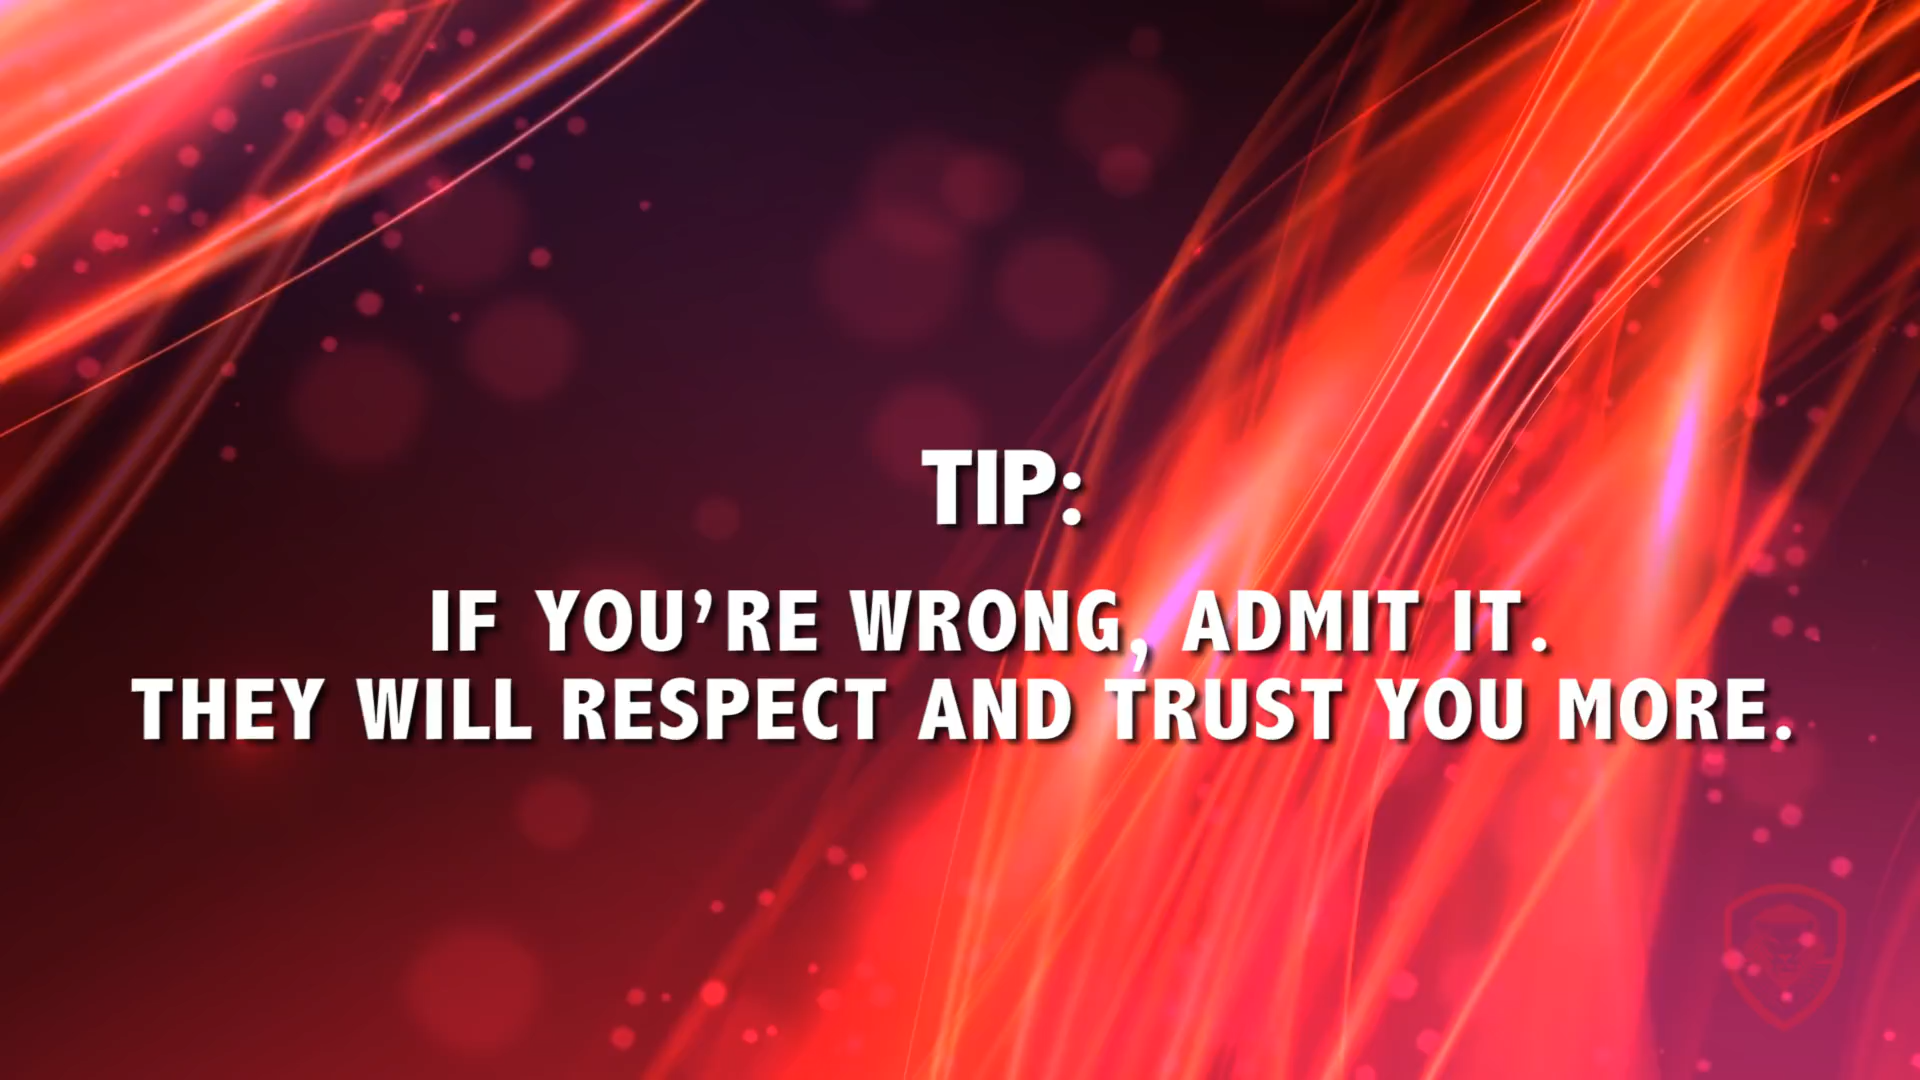 TIP:
IF YOU’RE WRONG, ADMIT IT.
THEY WILL RESPECT AND TRUST YOU MORE.